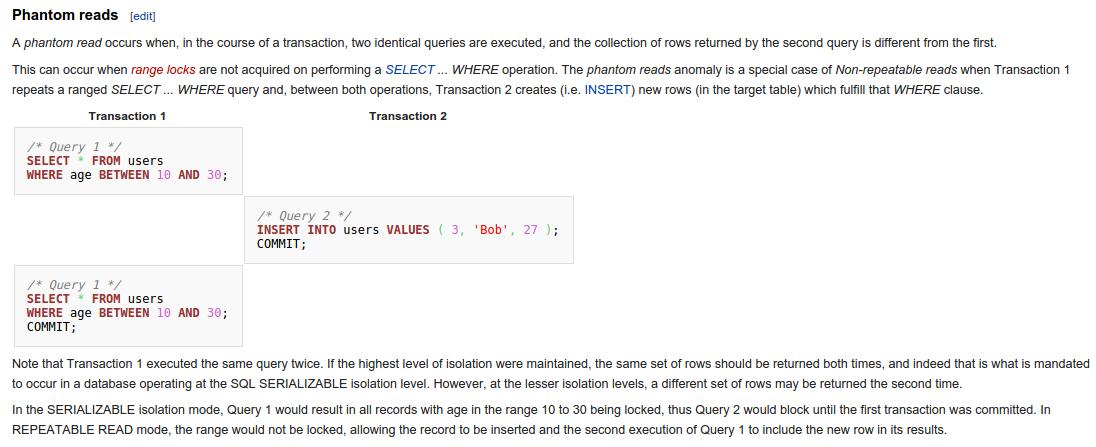 Phantom reads [edit]
A phantom read occurs when, in the course of a transaction, two identical queries are executed, and the collection of rows returned by the second query is different from the first.
This can occur when range locks are not acquired on performing a SELECT ... WHERE operation. The phantom reads anomaly is a special case of Non-repeatable reads when Transaction 1
repeats a ranged SELECT ... WHERE query and, between both operations, Transaction 2 creates (i.e. INSERT) new rows (in the target table) which fulfill that WHERE clause.
Transaction 1 Transaction 2
/* Query 1 */
SELECT * FROM users
WHERE age BETWEEN 10 AND 30;
/* Query 2 */
INSERT INTO users VALUES ( 3, 'Bob', 27 );
COMMIT;
/* Query 1 */
SELECT * FROM users
WHERE age BETWEEN 10 AND 30;
COMMIT;
Note that Transaction 1 executed the same query twice. If the highest level of isolation were maintained, the same set of rows should be returned both times, and indeed that is what is mandated
to occur in a database operating at the SQL SERIALIZABLE isolation level. However, at the lesser isolation levels, a different set of rows may be returned the second time.
In the SERIALIZABLE isolation mode, Query 1 would result in all records with age in the range 10 to 30 being locked, thus Query 2 would block until the first transaction was committed. In
REPEATABLE READ mode, the range would not be locked, allowing the record to be inserted and the second execution of Query 1 to include the new row in its results.